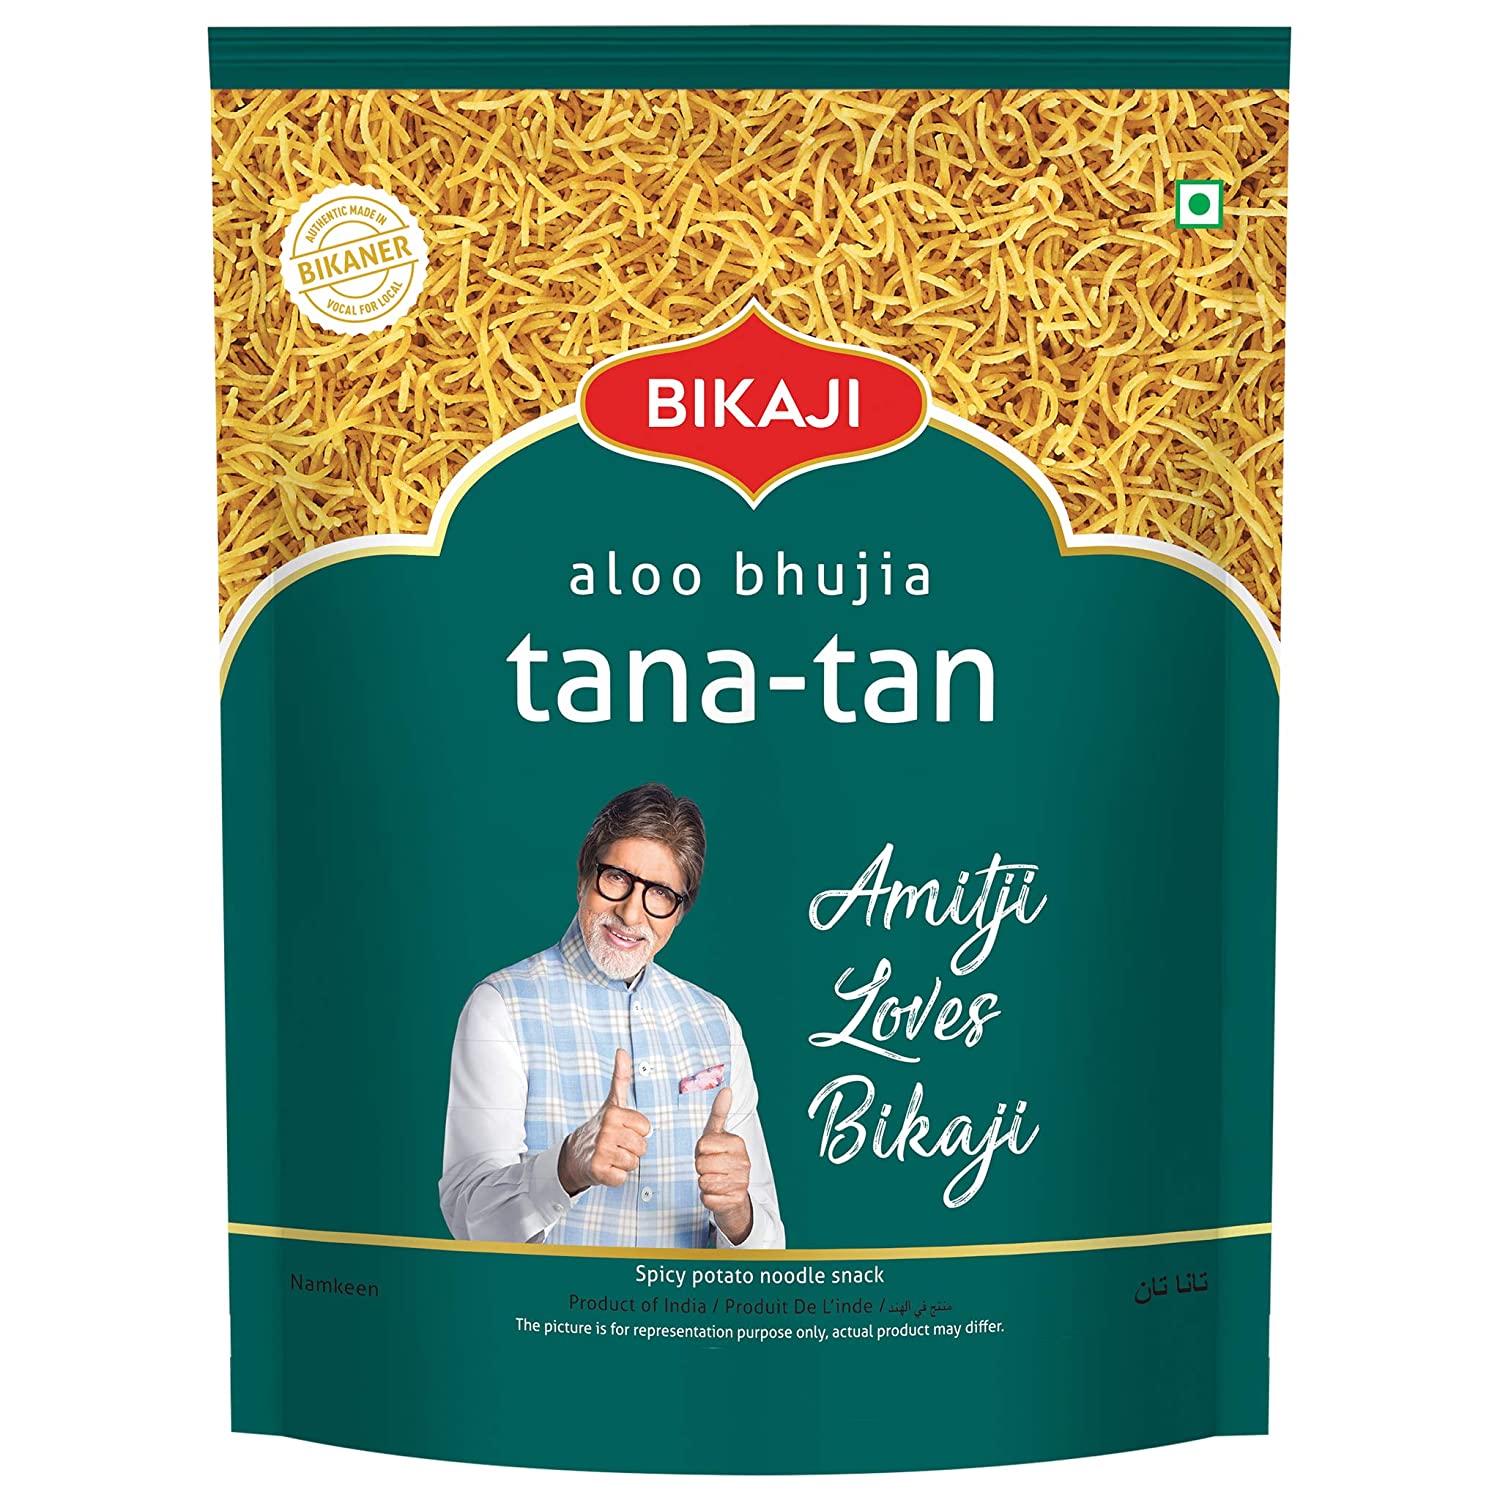 AUTHENTIC MADE IN
BIKANER
VOCAL FOR LOCAL
BIKAJI
aloo bhujia
tana-tan
Amitji
Loves
Bikaji
Spicy potato noodle snack
Namkeen
تانا تان
Product of India / Produit De L'inde / منتج في الهند
The picture is for representation purpose only, actual product may differ.